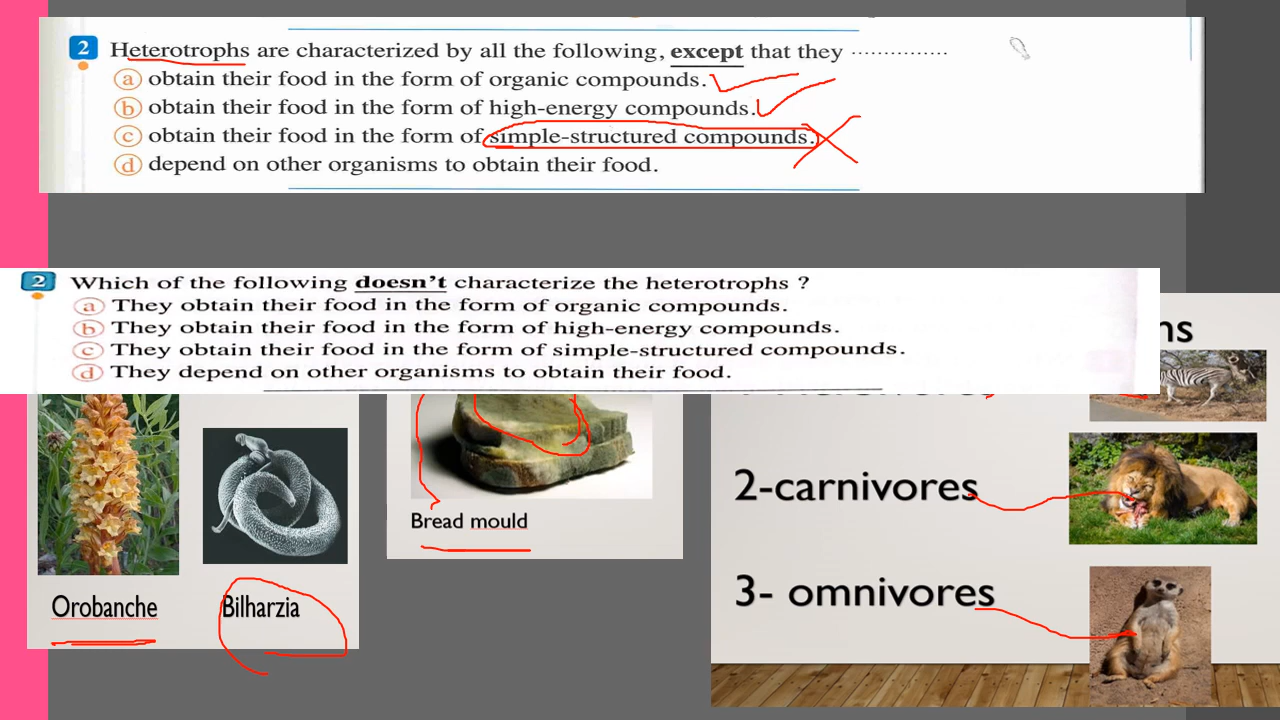 2 Heterotrophs are characterized by all the following, except that they ...............
a obtain their food in the form of organic compounds.
b obtain their food in the form of high-energy compounds.
c obtain their food in the form of simple-structured compounds.
d depend on other organisms to obtain their food.
2 Which of the following doesn't characterize the heterotrophs ?
a They obtain their food in the form of organic compounds.
b They obtain their food in the form of high-energy compounds.
c They obtain their food in the form of simple-structured compounds.
d They depend on other organisms to obtain their food.
Orobanche
Bilharzia
Bread mould
2-carnivores
3- omnivores